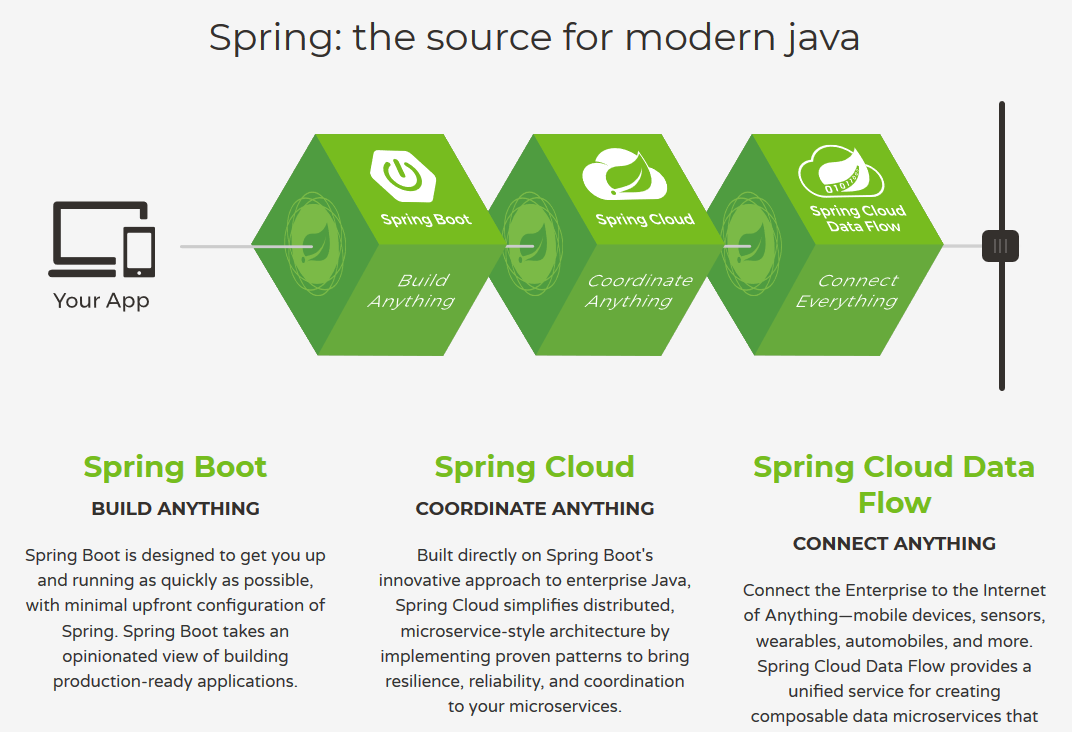 Spring: the source for modern java
Your App
Spring Boot
Build
Anything
Spring Cloud
Coordinate
Anything
Spring Cloud
Data Flow
Connect
Everything
Spring Boot
BUILD ANYTHING
Spring Boot is designed to get you up
and running as quickly as possible,
with minimal upfront configuration of
Spring. Spring Boot takes an
opinionated view of building
production-ready applications.
Spring Cloud
COORDINATE ANYTHING
Built directly on Spring Boot's
innovative approach to enterprise Java,
Spring Cloud simplifies distributed,
microservice-style architecture by
implementing proven patterns to bring
resilience, reliability, and coordination
to your microservices.
Spring Cloud Data
Flow
CONNECT ANYTHING
Connect the Enterprise to the Internet
of Anything—mobile devices, sensors,
wearables, automobiles, and more.
Spring Cloud Data Flow provides a
unified service for creating
composable data microservices that